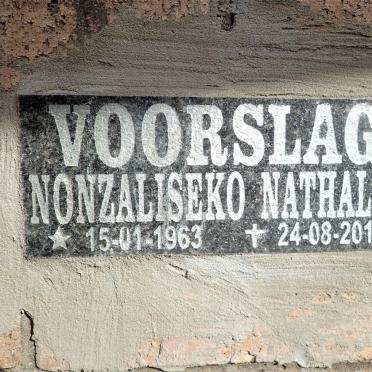 VOORSLAG
NONZALISEKO NATHAL
15-01-1963 24-08-201